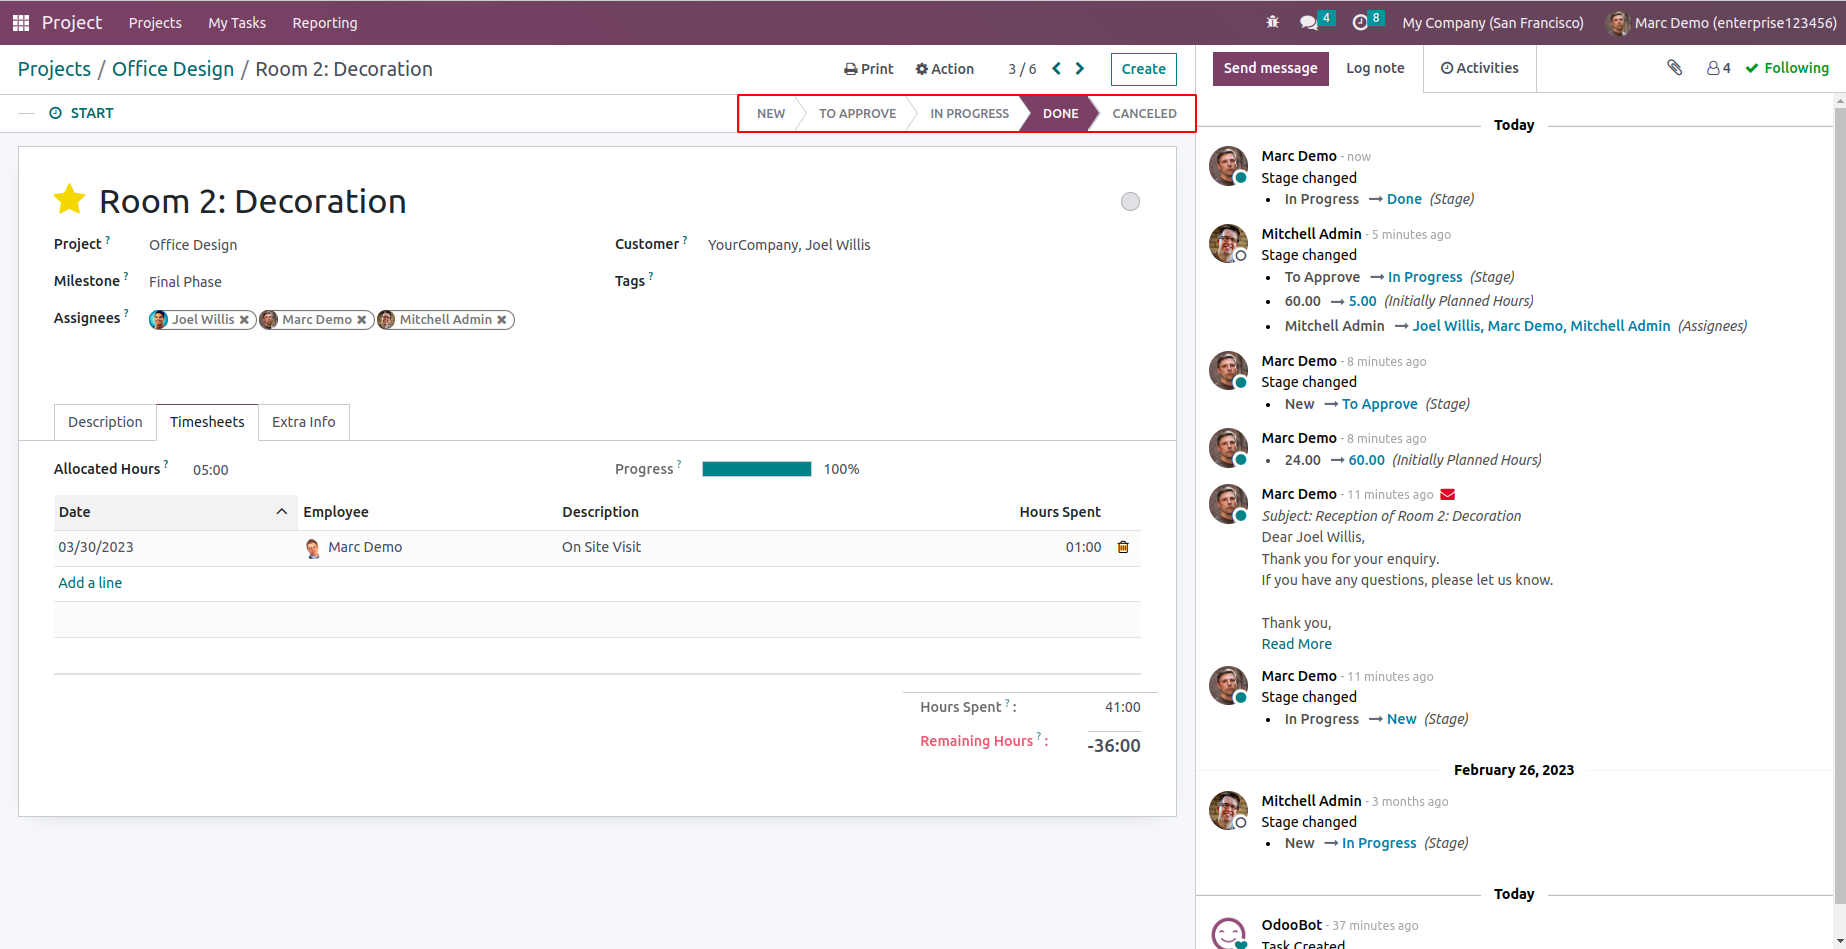 Project Projects My Tasks Reporting 4 8 My Company (San Francisco) Marc Demo (enterprise123456)
Projects / Office Design / Room 2: Decoration
Print Action 3 / 6 Create
START
NEW TO APPROVE IN PROGRESS DONE CANCELED
Room 2: Decoration
Project ? Office Design
Customer ? YourCompany, Joel Willis
Milestone ? Final Phase
Tags ?
Assignees ? Joel Willis Marc Demo Mitchell Admin
Description Timesheets Extra Info
Allocated Hours ? 05:00
Progress ? 100%
Date Employee Description Hours Spent
03/30/2023 Marc Demo On Site Visit 01:00
Add a line
Hours Spent ? : 41:00
Remaining Hours ? : -36:00
Send message Log note Activities 4 Following
Today
Marc Demo - now
Stage changed
• In Progress → Done (Stage)
Mitchell Admin - 5 minutes ago
Stage changed
• To Approve → In Progress (Stage)
• 60.00 → 5.00 (Initially Planned Hours)
• Mitchell Admin → Joel Willis, Marc Demo, Mitchell Admin (Assignees)
Marc Demo - 8 minutes ago
Stage changed
• New → To Approve (Stage)
Marc Demo - 8 minutes ago
• 24.00 → 60.00 (Initially Planned Hours)
Marc Demo - 11 minutes ago
Subject: Reception of Room 2: Decoration
Dear Joel Willis,
Thank you for your enquiry.
If you have any questions, please let us know.
Thank you,
Read More
Marc Demo - 11 minutes ago
Stage changed
• In Progress → New (Stage)
February 26, 2023
Mitchell Admin - 3 months ago
Stage changed
• New → In Progress (Stage)
Today
OdooBot - 37 minutes ago
Task Created